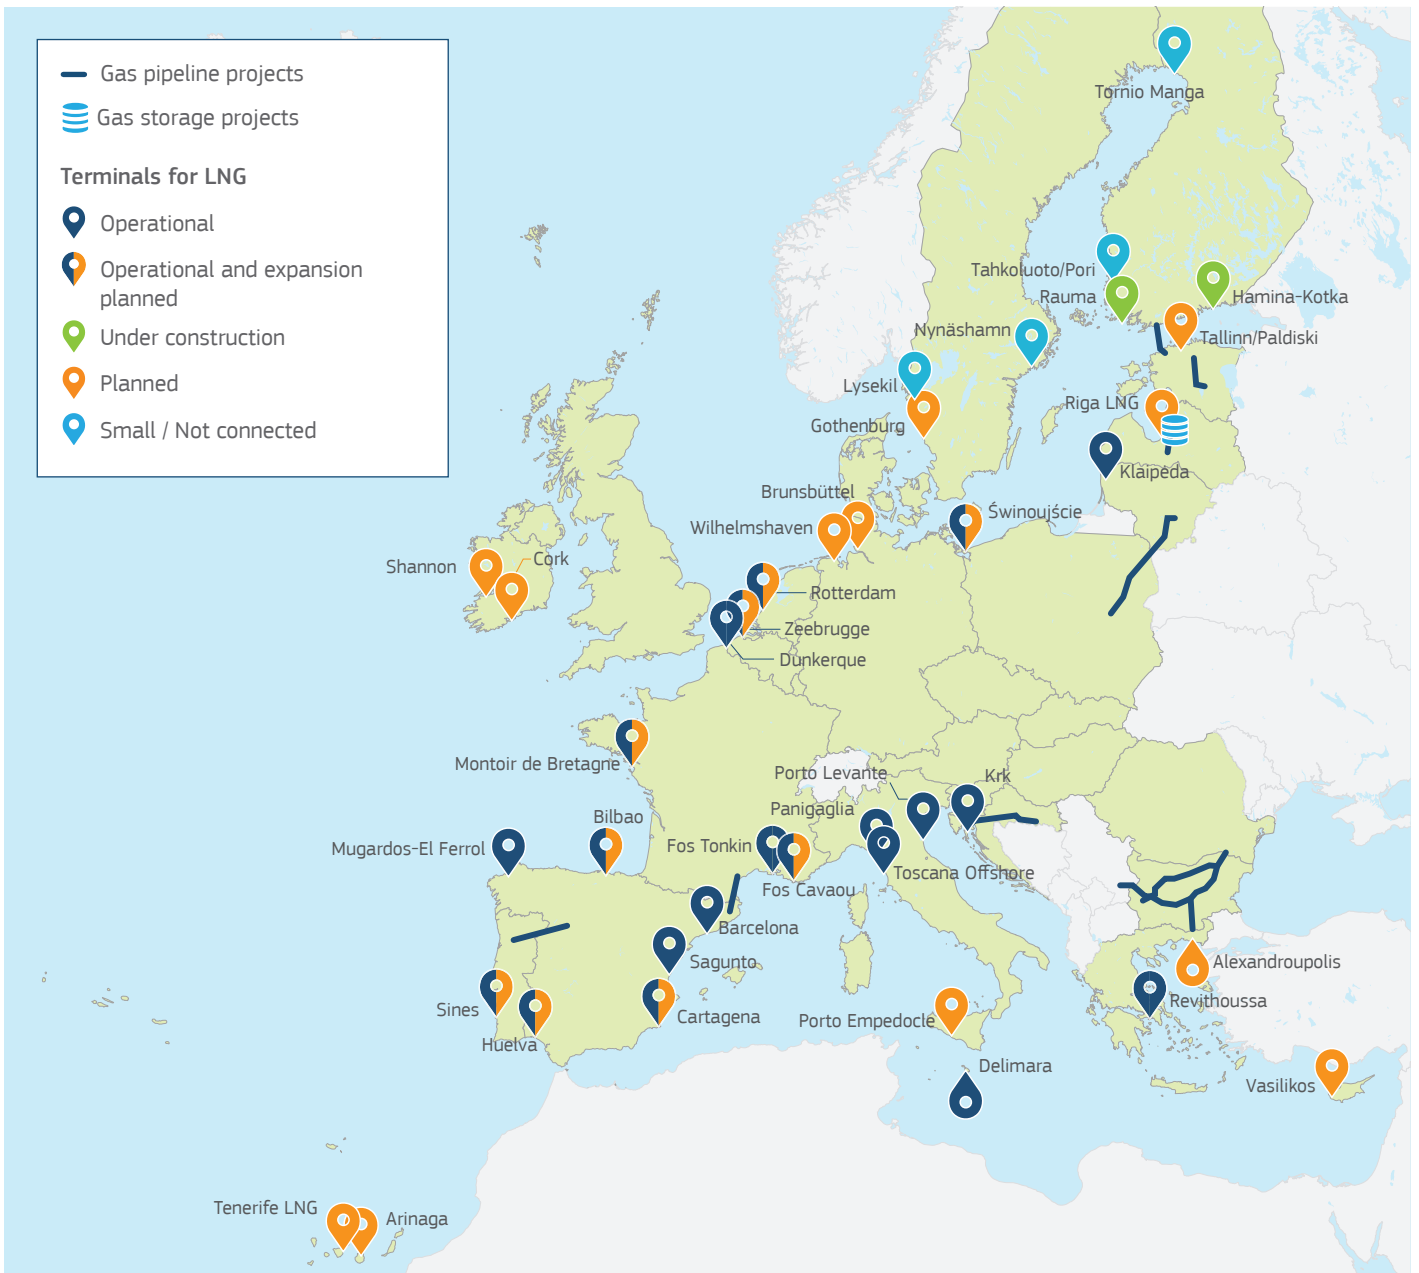 Gas pipeline projects
Gas storage projects
Terminals for LNG
Operational
Operational and expansion
planned
Under construction
Planned
Small / Not connected
Tornio Manga
Tahkoluoto/Pori
Rauma
Hamina-Kotka
Nynäshamn
Tallinn/Paldiski
Lysekil
Riga LNG
Gothenburg
Klaipeda
Brunsbüttel
Świnoujście
Wilhelmshaven
Cork
Shannon
Rotterdam
Zeebrugge
Dunkerque
Montoir de Bretagne
Porto Levante
Krk
Panigaglia
Bilbao
Mugardos-El Ferrol
Fos Tonkin
Toscana Offshore
Fos Cavaou
Barcelona
Sagunto
Alexandroupolis
Revithoussa
Sines
Cartagena
Porto Empedocle
Huelva
Delimara
Vasilikos
Tenerife LNG
Arinaga